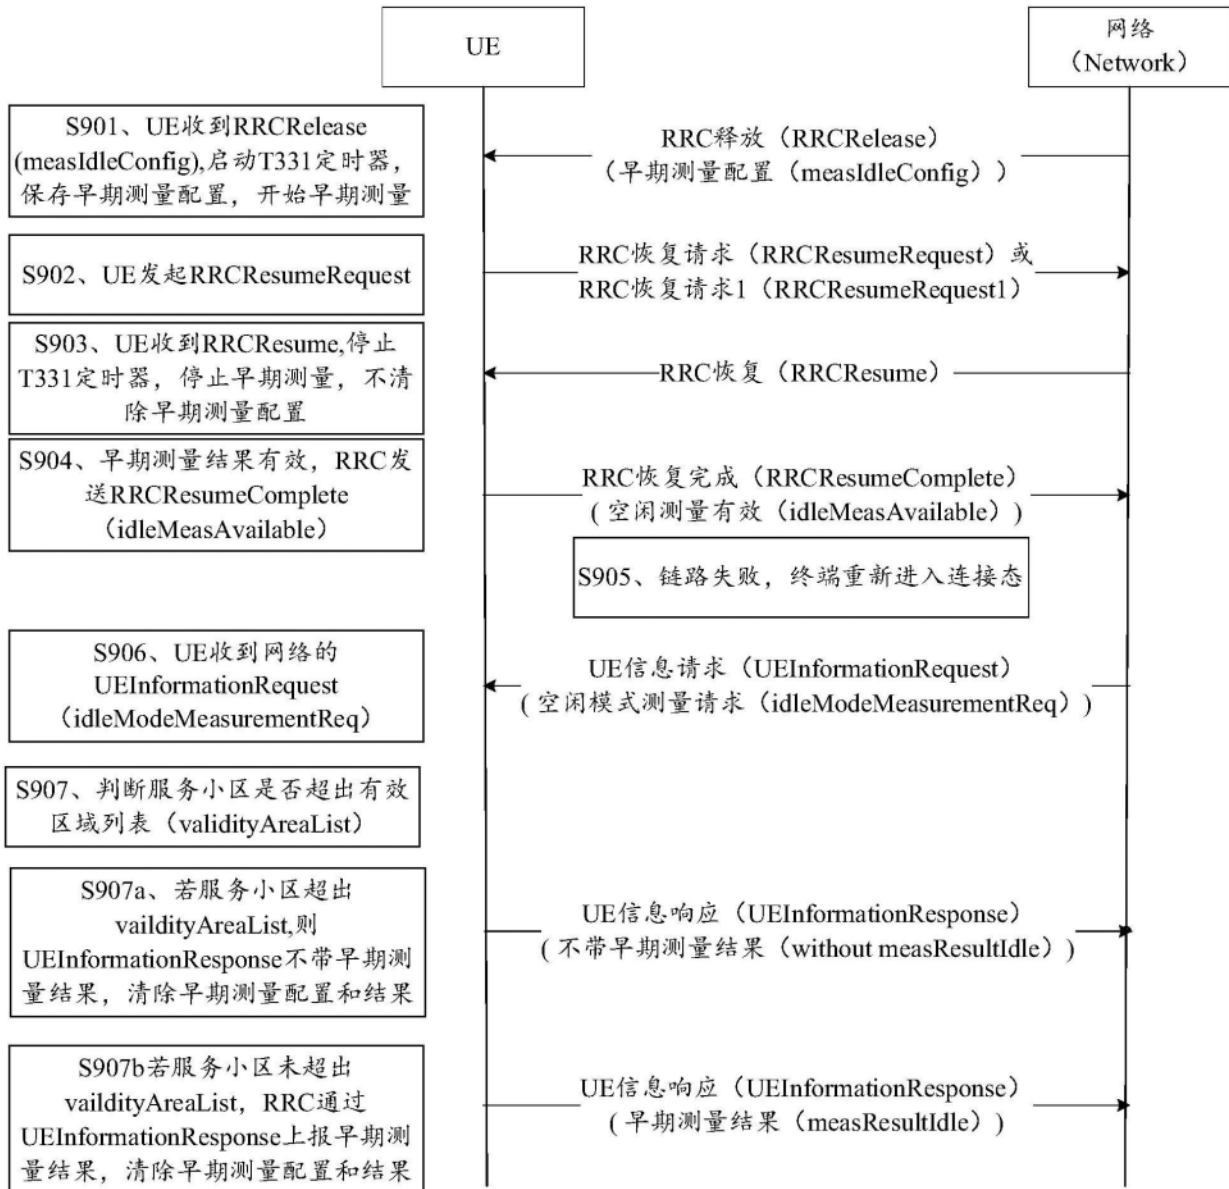 UE
网络
（Network）
S901、UE收到RRCRelease
(measIdleConfig),启动T331定时器，
保存早期测量配置，开始早期测量
RRC释放（RRCRelease）
（早期测量配置（measIdleConfig））
S902、UE发起RRCResumeRequest
RRC恢复请求（RRCResumeRequest）或
RRC恢复请求1（RRCResumeRequest1）
S903、UE收到RRCResume,停止
T331定时器，停止早期测量，不清
除早期测量配置
RRC恢复（RRCResume）
S904、早期测量结果有效，RRC发
送RRCResumeComplete
（idleMeasAvailable）
RRC恢复完成（RRCResumeComplete）
( 空闲测量有效（idleMeasAvailable）)
S905、链路失败，终端重新进入连接态
S906、UE收到网络的
UEInformationRequest
（idleModeMeasurementReq）
UE信息请求（UEInformationRequest）
( 空闲模式测量请求（idleModeMeasurementReq）)
S907、判断服务小区是否超出有效
区域列表（validityAreaList）
S907a、若服务小区超出
vaildityAreaList,则
UEInformationResponse不带早期测
量结果，清除早期测量配置和结果
UE信息响应（UEInformationResponse）
( 不带早期测量结果（without measResultIdle）)
S907b若服务小区未超出
vaildityAreaList，RRC通过
UEInformationResponse上报早期测
量结果，清除早期测量配置和结果
UE信息响应（UEInformationResponse）
( 早期测量结果（measResultIdle）)